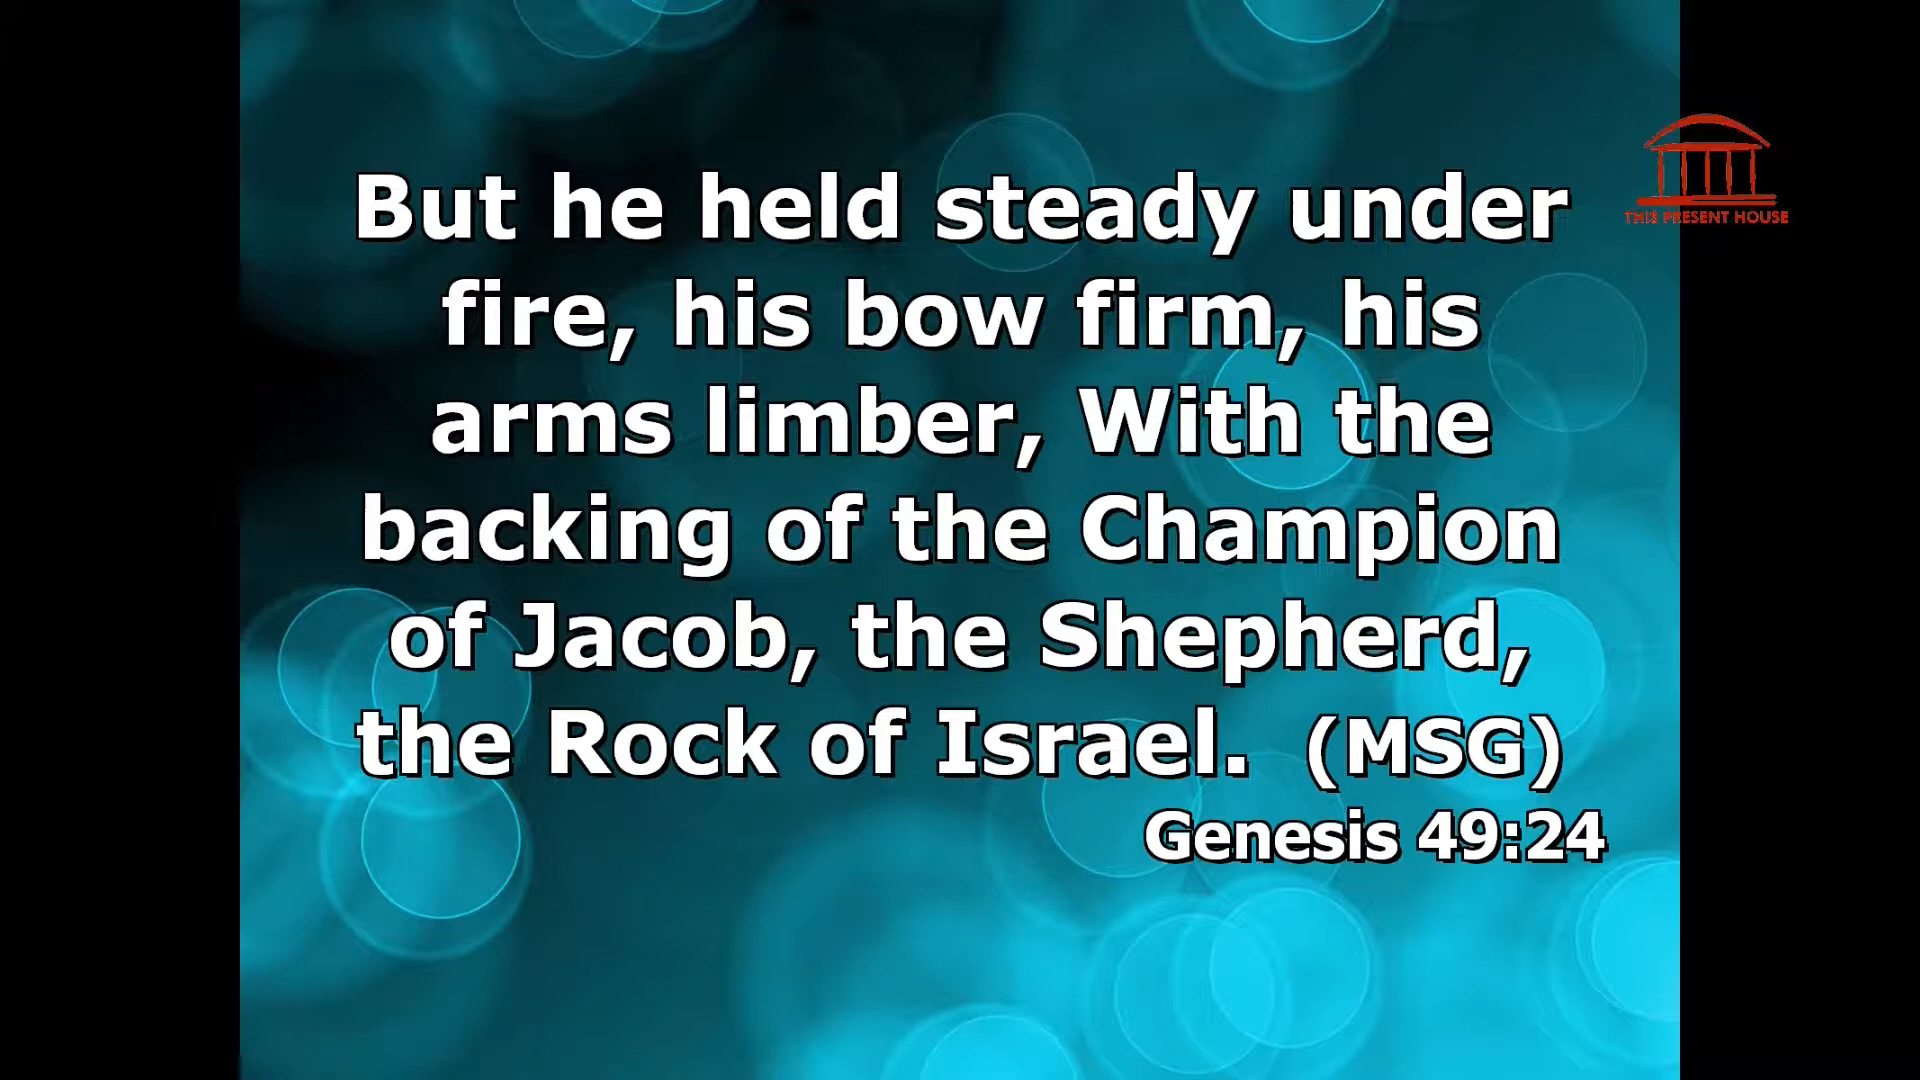 But he held steady under
fire, his bow firm, his
arms limber, With the
backing of the Champion
of Jacob, the Shepherd,
the Rock of Israel. (MSG)
Genesis 49:24
THIS PRESENT HOUSE